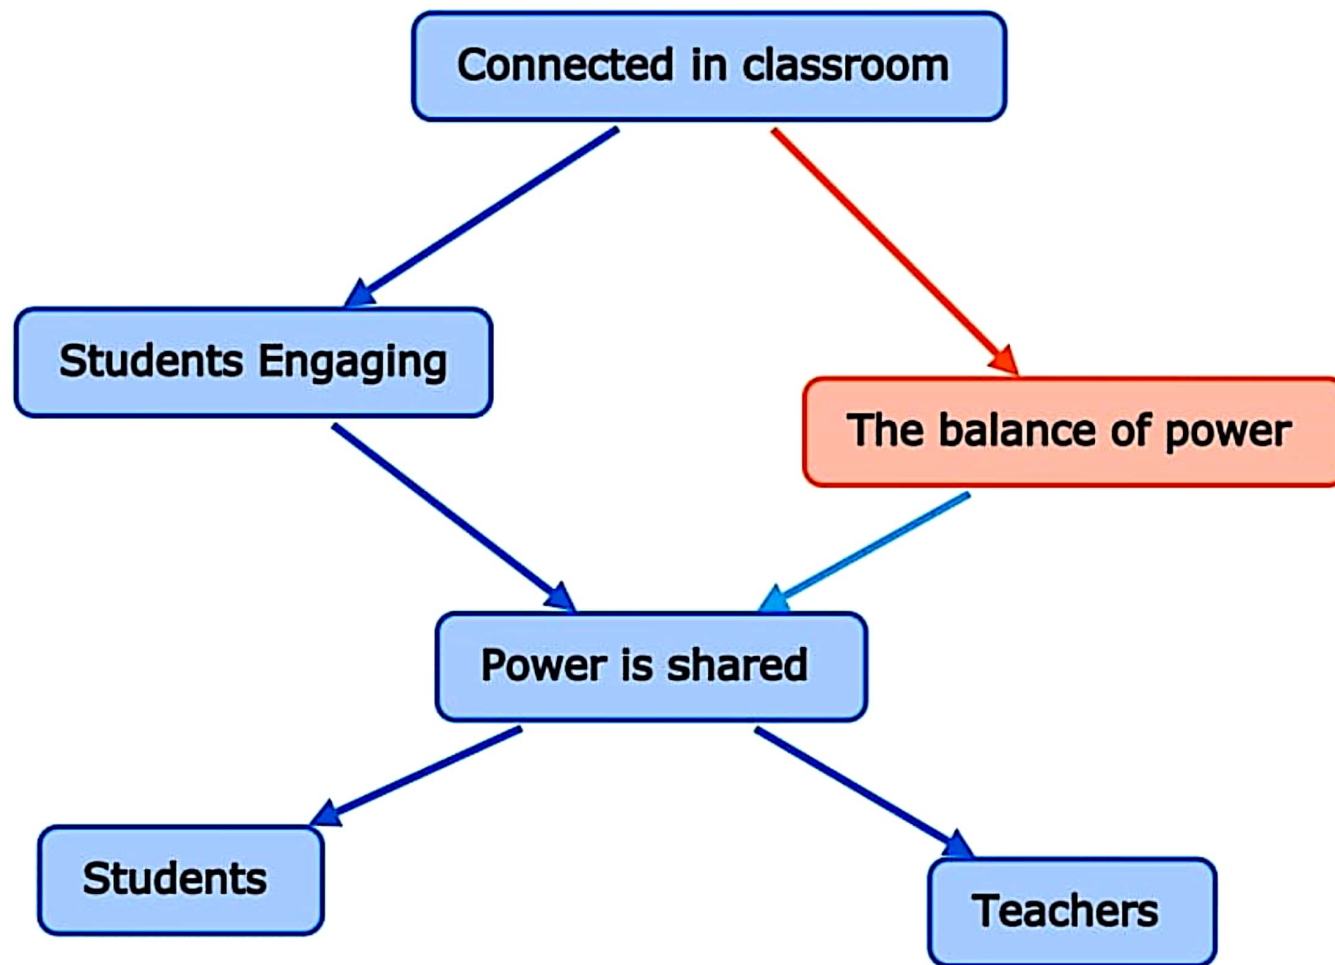 Connected in classroom
Students Engaging
The balance of power
Power is shared
Students
Teachers